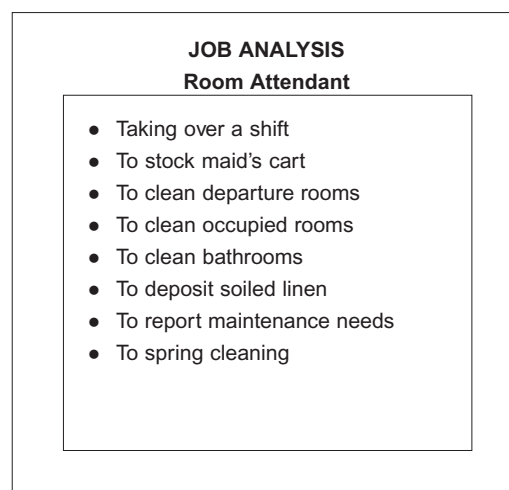 JOB ANALYSIS
Room Attendant
● Taking over a shift
● To stock maid's cart
● To clean departure rooms
● To clean occupied rooms
● To clean bathrooms
● To deposit soiled linen
● To report maintenance needs
● To spring cleaning